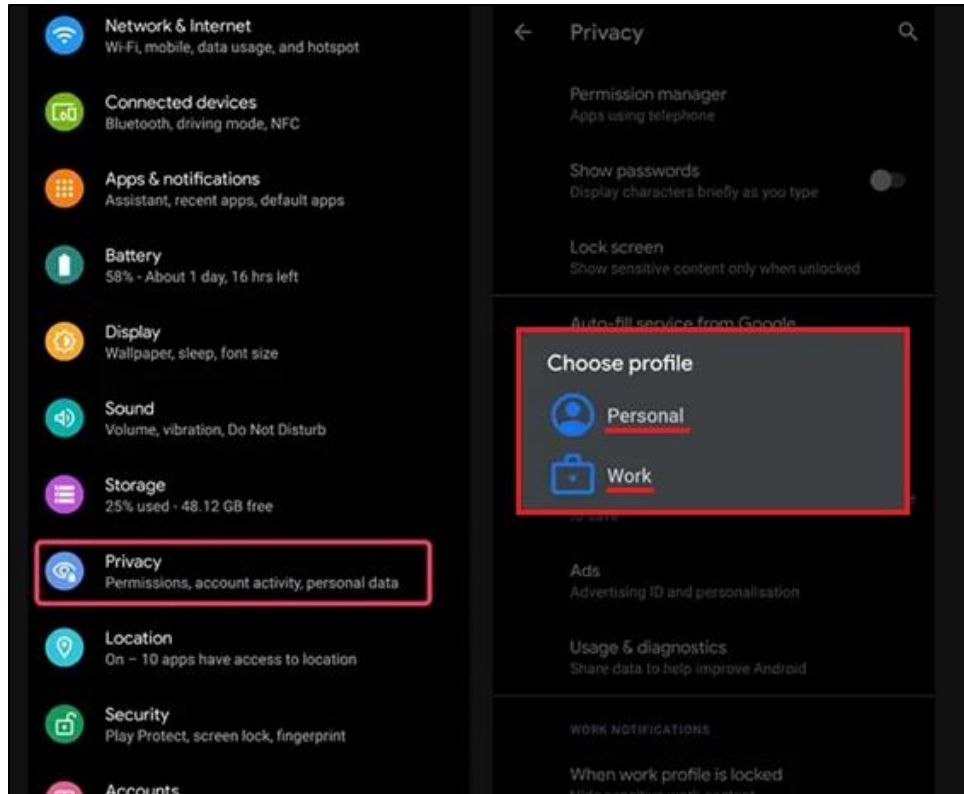 Network & Internet
Wi-Fi, mobile, data usage, and hotspot
Connected devices
Bluetooth, driving mode, NFC
Apps & notifications
Assistant, recent apps, default apps
Battery
58% - About 1 day, 16 hrs left
Display
Wallpaper, sleep, font size
Sound
Volume, vibration, Do Not Disturb
Storage
25% used - 48.12 GB free
Privacy
Permissions, account activity, personal data
Location
On – 10 apps have access to location
Security
Play Protect, screen lock, fingerprint
Accounts
Privacy
Permission manager
Apps using telephone
Show passwords
Display characters briefly as you type
Lock screen
Show sensitive content only when unlocked
Auto-fill service from Google
Choose profile
Personal
Work
Ads
Advertising ID and personalisation
Usage & diagnostics
Share data to help improve Android
WORK NOTIFICATIONS
When work profile is locked